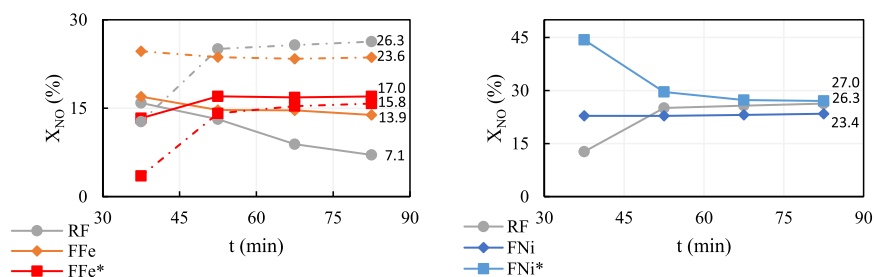 30
15
0
X_NO (%)
26.3
23.6
17.0
15.8
13.9
7.1
30 45 60 75 90
t (min)
RF
FFe
FFe*
45
30
15
0
X_NO (%)
27.0
26.3
23.4
30 45 60 75 90
t (min)
RF
FNi
FNi*